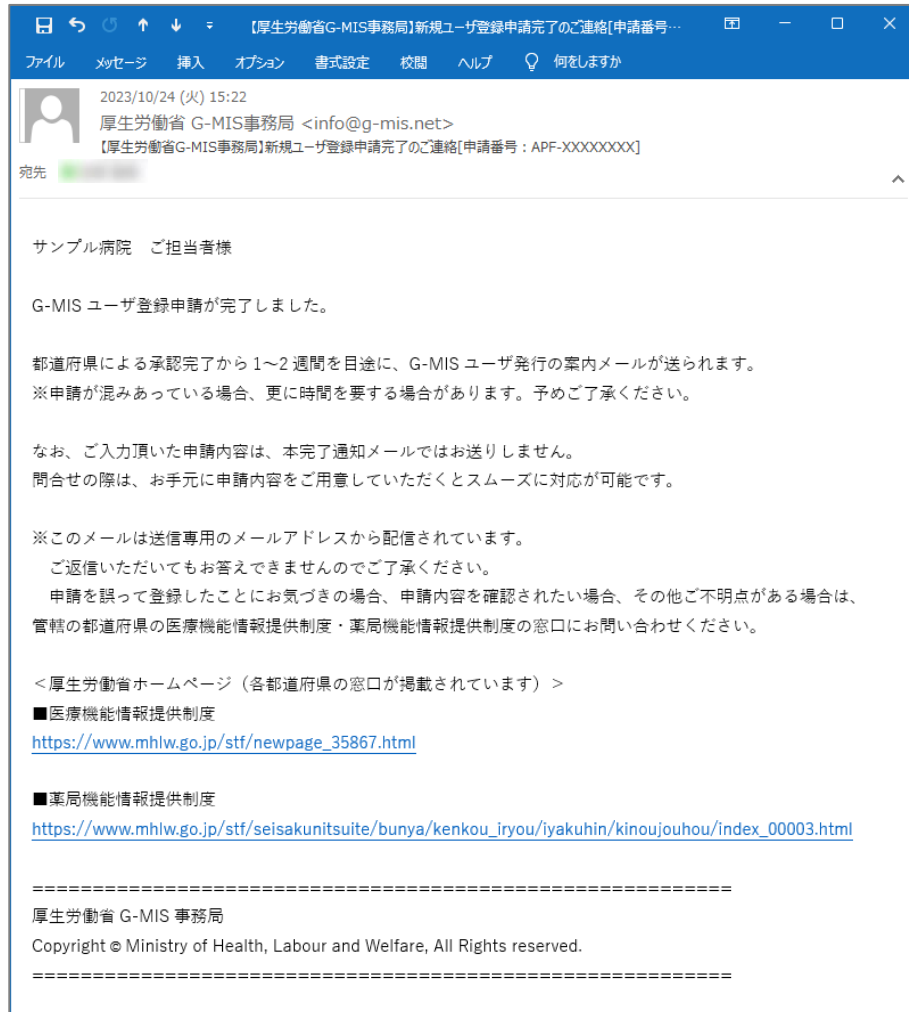 【厚生労働省G-MIS事務局】新規ユーザ登録申請完了のご連絡[申請番号…
ファイル メッセージ 挿入 オプション 書式設定 校閲 ヘルプ 何をしますか
2023/10/24 (火) 15:22
厚生労働省 G-MIS事務局 <info@g-mis.net>
【厚生労働省G-MIS事務局】新規ユーザ登録申請完了のご連絡[申請番号:APF-XXXXXXXX]
宛先
サンプル病院 ご担当者様
G-MIS ユーザ登録申請が完了しました。
都道府県による承認完了から1~2週間を目途に、G-MIS ユーザ発行の案内メールが送られます。
※申請が混みあっている場合、更に時間を要する場合があります。予めご了承ください。
なお、ご入力頂いた申請内容は、本完了通知メールではお送りしません。
問合せの際は、お手元に申請内容をご用意していただくとスムーズに対応が可能です。
※このメールは送信専用のメールアドレスから配信されています。
ご返信いただいてもお答えできませんのでご了承ください。
申請を誤って登録したことにお気づきの場合、申請内容を確認されたい場合、その他ご不明点がある場合は、
管轄の都道府県の医療機能情報提供制度・薬局機能情報提供制度の窓口にお問い合わせください。
<厚生労働省ホームページ(各都道府県の窓口が掲載されています)>
■医療機能情報提供制度
https://www.mhlw.go.jp/stf/newpage_35867.html
■薬局機能情報提供制度
https://www.mhlw.go.jp/stf/seisakunitsuite/bunya/kenkou_iryou/iyakuhin/kinoujouhou/index_00003.html
==========================================================
厚生労働省 G-MIS 事務局
Copyright © Ministry of Health, Labour and Welfare, All Rights reserved.
==========================================================